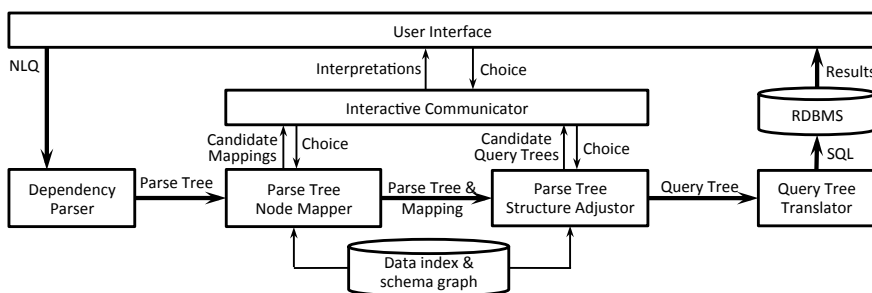 User Interface
NLQ
Interpretations
Choice
Results
Interactive Communicator
RDBMS
Candidate
Mappings
Choice
Candidate
Query Trees
Choice
SQL
Dependency
Parser
Parse Tree
Parse Tree
Node Mapper
Parse Tree &
Mapping
Parse Tree
Structure Adjustor
Query Tree
Query Tree
Translator
Data index &
schema graph